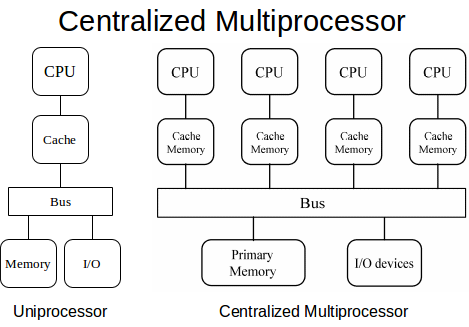 Centralized Multiprocessor
CPU
CPU
CPU
CPU
CPU
Cache
Cache
Memory
Cache
Memory
Cache
Memory
Cache
Memory
Bus
Bus
Memory
I/O
Primary
Memory
I/O devices
Uniprocessor
Centralized Multiprocessor